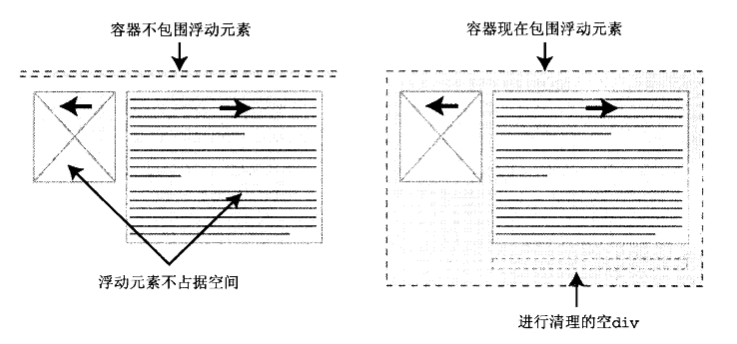 容器不包围浮动元素
容器现在包围浮动元素
浮动元素不占据空间
进行清理的空div